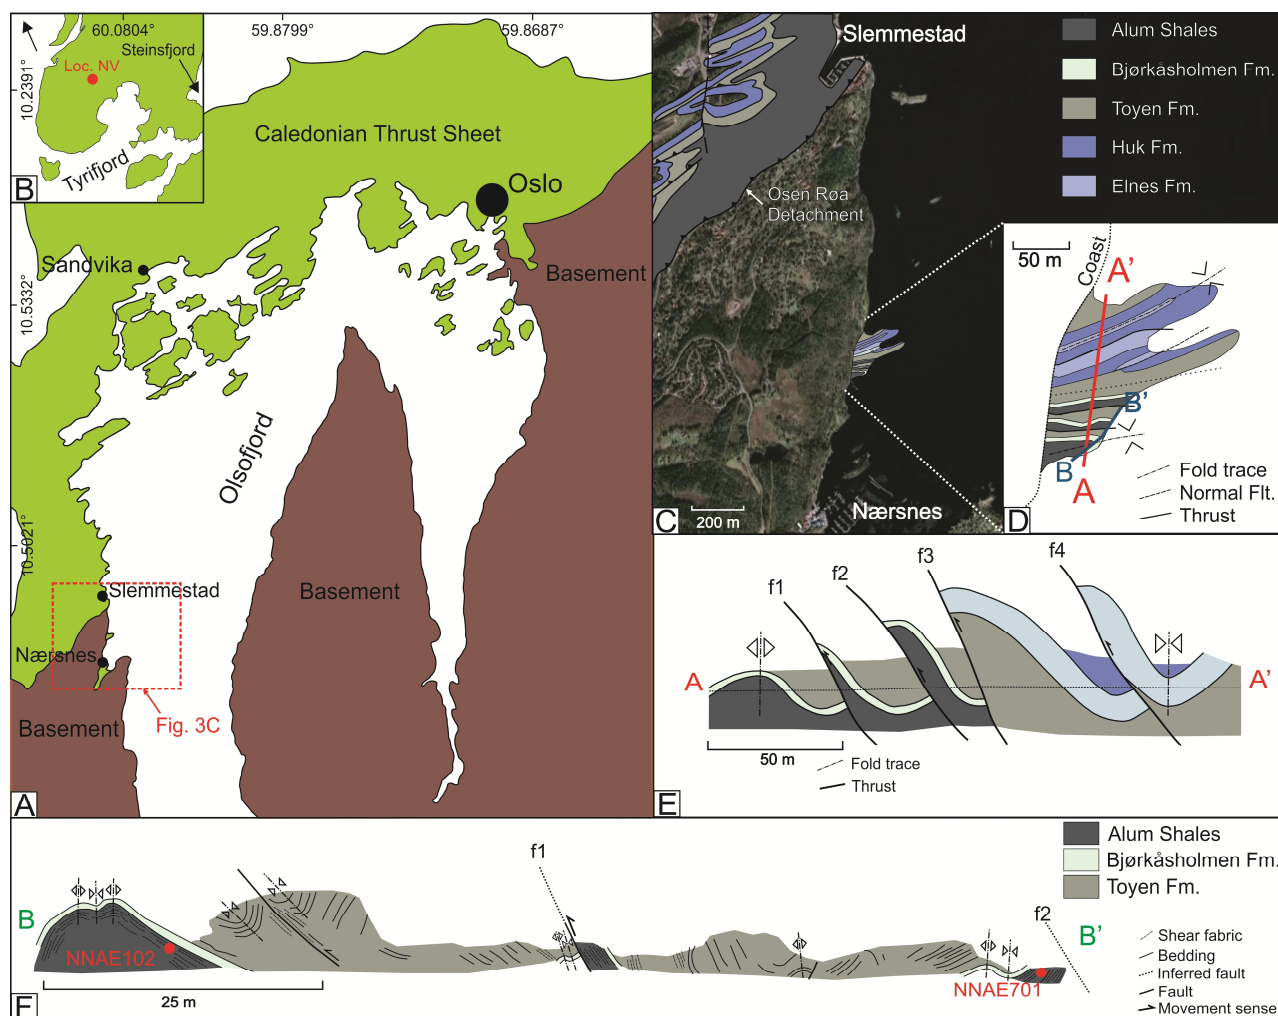 60.0804°
59.8799°
59.8687°
Steinsfjord
Loc. NV
10.2391°
Tyrifjord
B
Caledonian Thrust Sheet
Oslo
Sandvika
Basement
10.5332°
Olsofjord
10.5021°
Slemmestad
Basement
Nærsnes
Fig. 3C
Basement
A
Slemmestad
Osen Røa
Detachment
Nærsnes
200 m
C
Alum Shales
Bjørkåsholmen Fm.
Toyen Fm.
Huk Fm.
Elnes Fm.
50 m
Coast
A'
B'
B
A
Fold trace
Normal Flt.
Thrust
D
f1
f2
f3
f4
A
A'
50 m
Fold trace
Thrust
E
Alum Shales
Bjørkåsholmen Fm.
Toyen Fm.
f1
f2
B
B'
NNAE102
NNAE701
25 m
Shear fabric
Bedding
Inferred fault
Fault
Movement sense
F